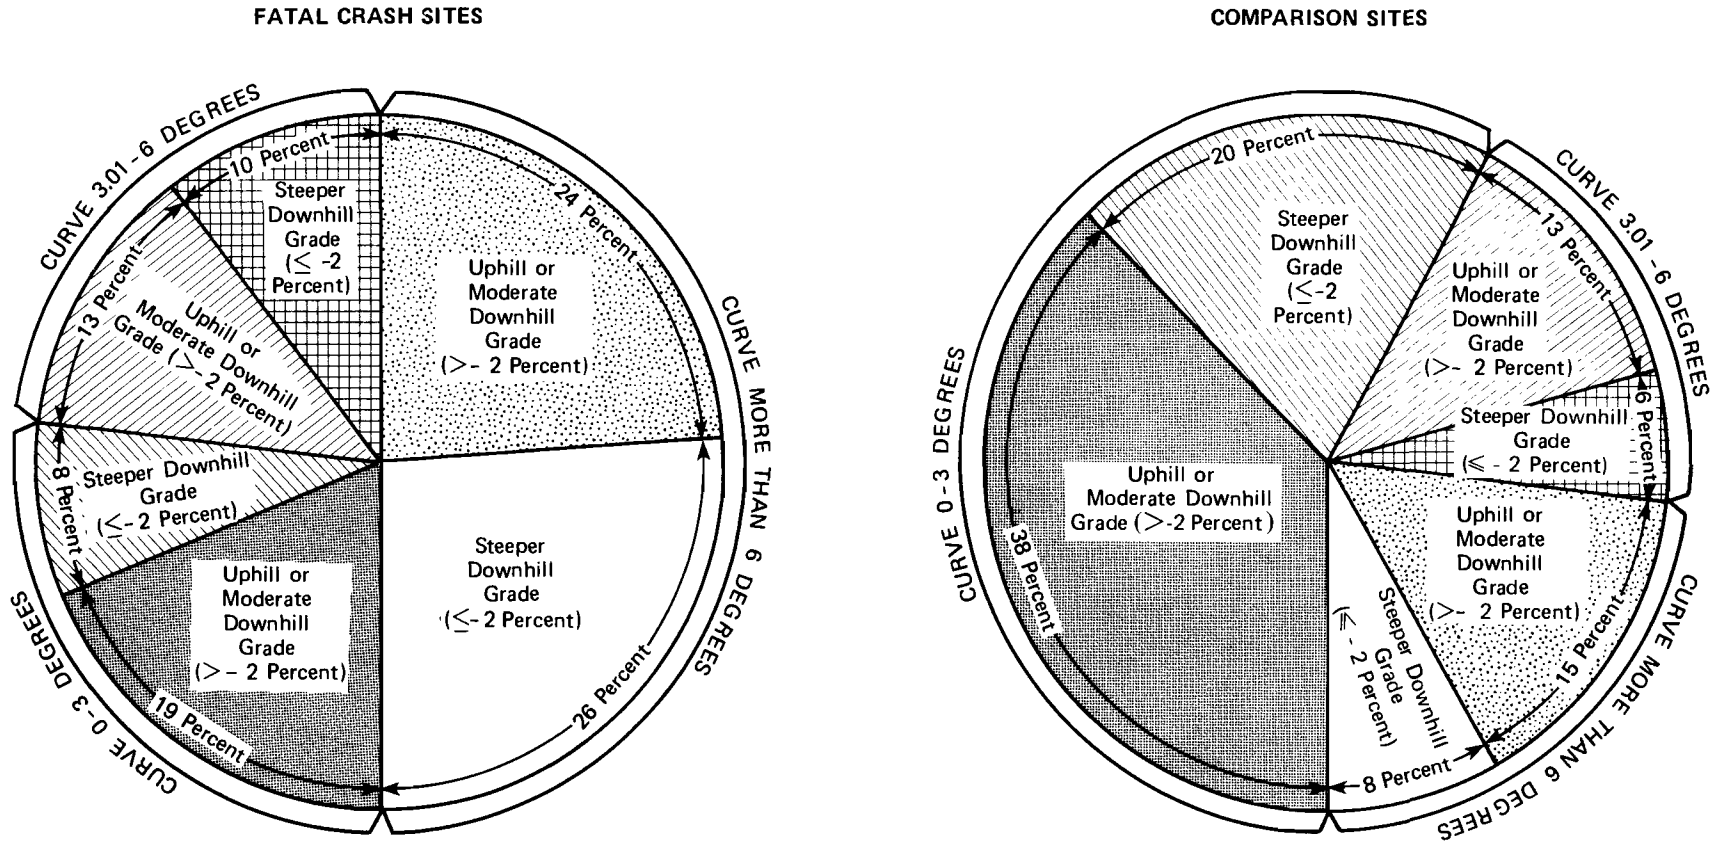 FATAL CRASH SITES
CURVE 3.01 - 6 DEGREES
10 Percent
Steeper
Downhill
Grade
(≤ -2
Percent)
24 Percent
Uphill or
Moderate
Downhill
Grade
(>- 2 Percent)
CURVE MORE THAN 6 DEGREES
13 Percent
Uphill or
Moderate Downhill
Grade (>- 2 Percent)
8 Percent
Steeper Downhill
Grade
(≤- 2 Percent)
CURVE 0-3 DEGREES
19 Percent
Uphill or
Moderate
Downhill
Grade
(>- 2 Percent)
Steeper
Downhill
Grade
(≤- 2 Percent)
26 Percent
COMPARISON SITES
20 Percent
Steeper
Downhill
Grade
(≤-2
Percent)
CURVE 3.01 - 6 DEGREES
13 Percent
Uphill or
Moderate
Downhill
Grade
(>- 2 Percent)
6 Percent
Steeper Downhill
Grade
(⩽ - 2 Percent)
CURVE 0-3 DEGREES
38 Percent
Uphill or
Moderate Downhill
Grade (>-2 Percent)
Uphill or
Moderate
Downhill
Grade
(>- 2 Percent)
15 Percent
CURVE MORE THAN 6 DEGREES
Steeper Downhill
Grade
(⩽ - 2 Percent)
8 Percent